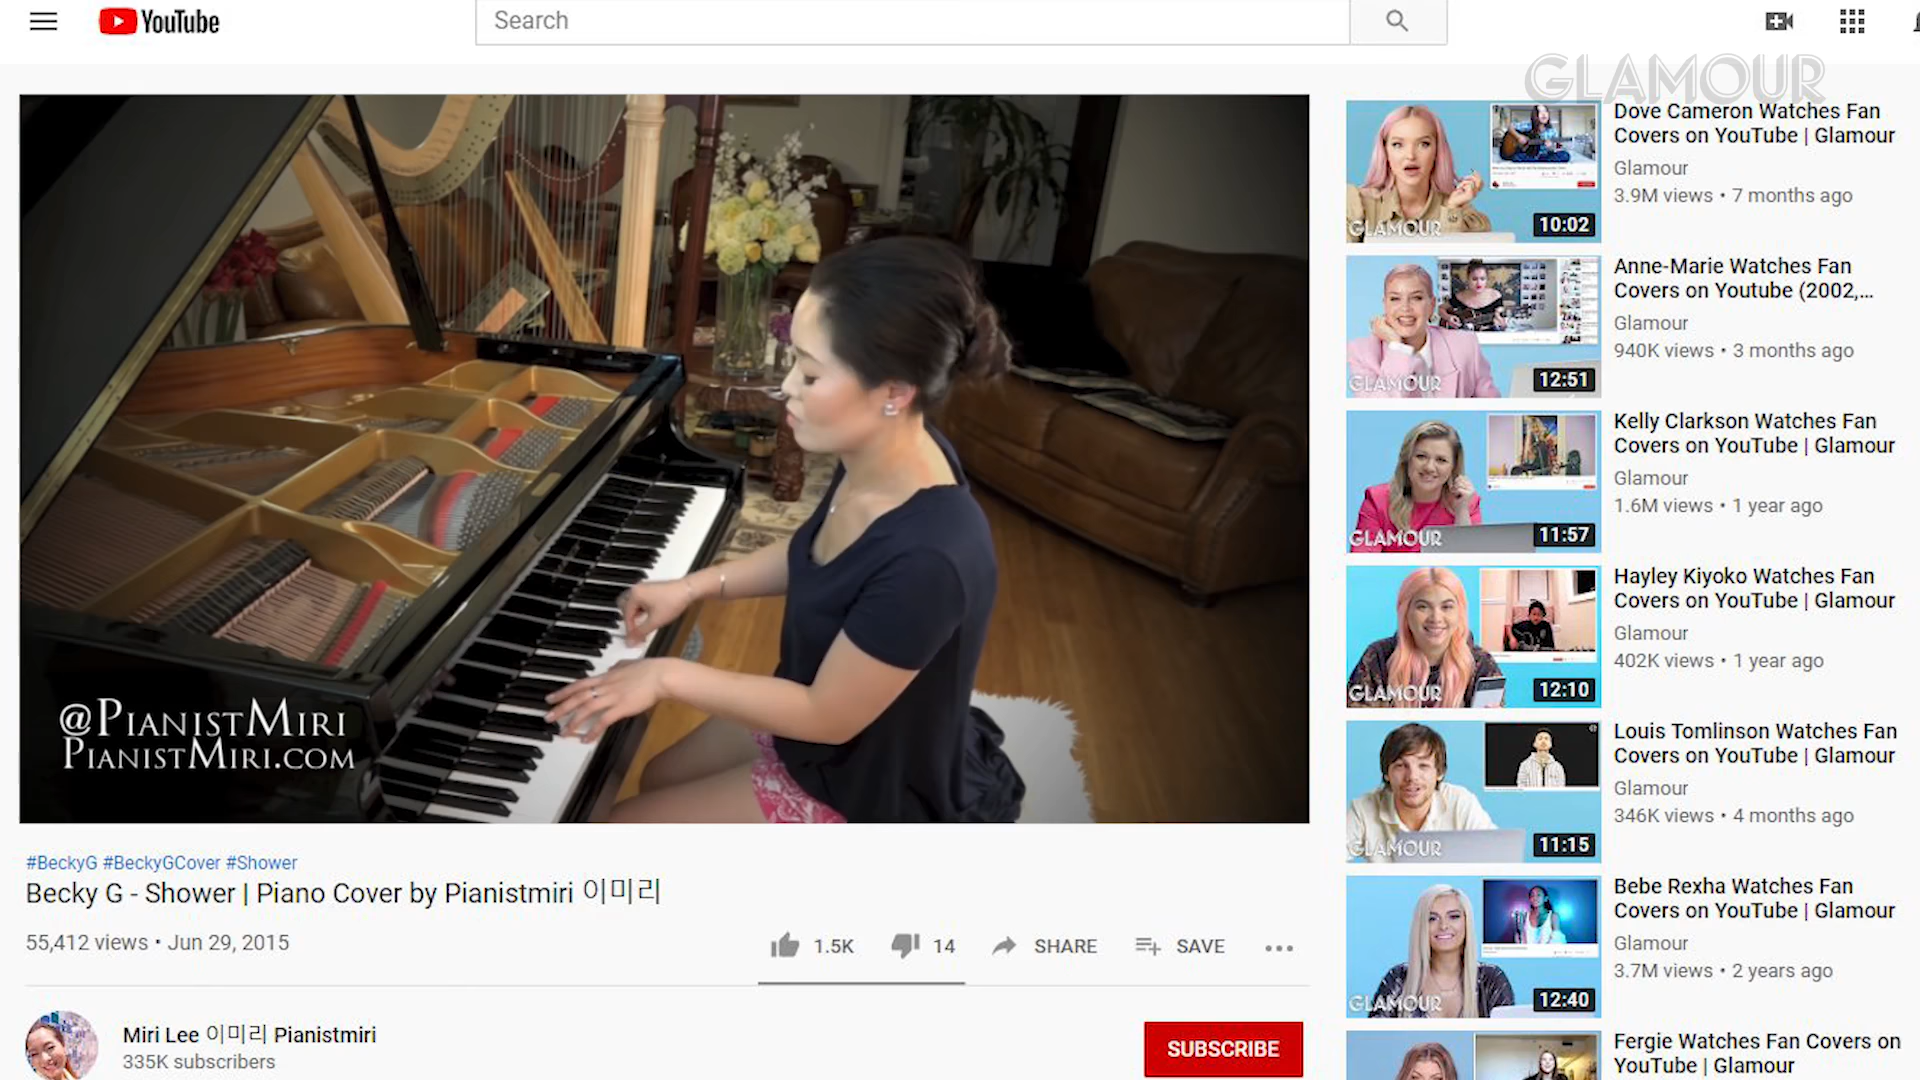 YouTube
Search
GLAMOUR
@PIANISTMIRI
PIANISTMIRI.COM
#BeckyG #BeckyGCover #Shower
Becky G - Shower | Piano Cover by Pianistmiri 이미리
55,412 views • Jun 29, 2015
1.5K
14
SHARE
SAVE
Miri Lee 이미리 Pianistmiri
335K subscribers
SUBSCRIBE
GLAMOUR
10:02
Dove Cameron Watches Fan
Covers on YouTube | Glamour
Glamour
3.9M views • 7 months ago
GLAMOUR
12:51
Anne-Marie Watches Fan
Covers on Youtube (2002,...
Glamour
940K views • 3 months ago
GLAMOUR
11:57
Kelly Clarkson Watches Fan
Covers on YouTube | Glamour
Glamour
1.6M views • 1 year ago
GLAMOUR
12:10
Hayley Kiyoko Watches Fan
Covers on YouTube | Glamour
Glamour
402K views • 1 year ago
GLAMOUR
11:15
Louis Tomlinson Watches Fan
Covers on YouTube | Glamour
Glamour
346K views • 4 months ago
GLAMOUR
12:40
Bebe Rexha Watches Fan
Covers on YouTube | Glamour
Glamour
3.7M views • 2 years ago
Fergie Watches Fan Covers on
YouTube | Glamour